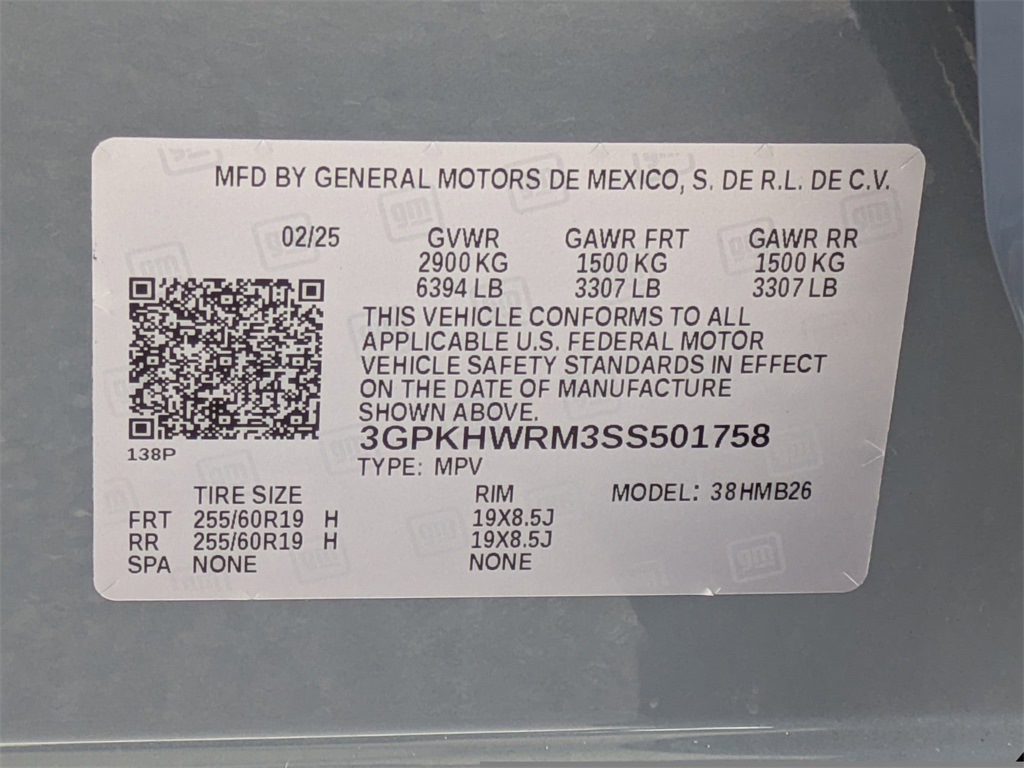 MFD BY GENERAL MOTORS DE MEXICO, S. DE R.L. DE C.V.
02/25 GVWR GAWR FRT GAWR RR
2900 KG 1500 KG 1500 KG
6394 LB 3307 LB 3307 LB
THIS VEHICLE CONFORMS TO ALL
APPLICABLE U.S. FEDERAL MOTOR
VEHICLE SAFETY STANDARDS IN EFFECT
ON THE DATE OF MANUFACTURE
SHOWN ABOVE.
3GPKHWRM3SS501758
138P
TYPE: MPV
TIRE SIZE RIM MODEL: 38HMB26
FRT 255/60R19 H 19X8.5J
RR 255/60R19 H 19X8.5J
SPA NONE NONE